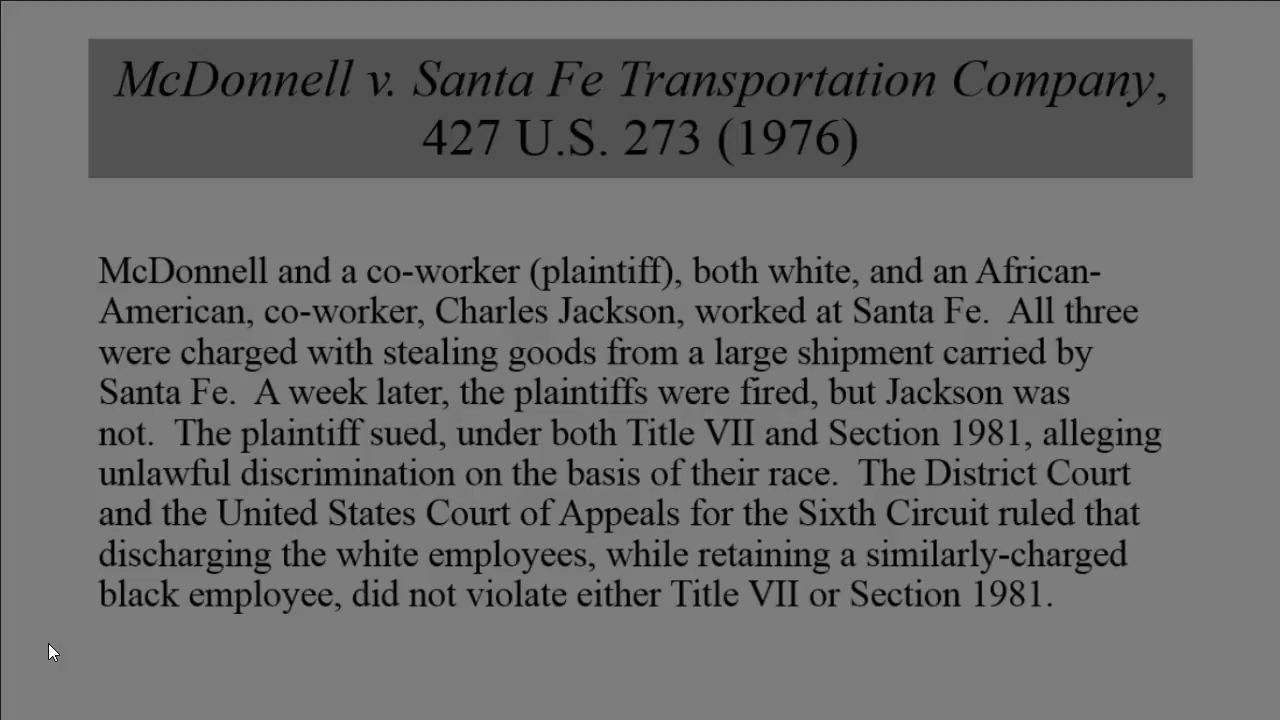 McDonnell v. Santa Fe Transportation Company,
427 U.S. 273 (1976)
McDonnell and a co-worker (plaintiff), both white, and an African-
American, co-worker, Charles Jackson, worked at Santa Fe.  All three
were charged with stealing goods from a large shipment carried by
Santa Fe.  A week later, the plaintiffs were fired, but Jackson was
not.  The plaintiff sued, under both Title VII and Section 1981, alleging
unlawful discrimination on the basis of their race.  The District Court
and the United States Court of Appeals for the Sixth Circuit ruled that
discharging the white employees, while retaining a similarly-charged
black employee, did not violate either Title VII or Section 1981.